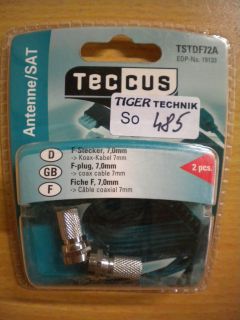 Antenne/SAT
TSTDF72A
EDP-No. 19133
Teccus
TIGER TECHNIK
So 485
D
F-Stecker, 7,0mm
-> Koax-Kabel 7mm
GB
F-plug, 7,0mm
-> coax cable 7mm
F
Fiche F, 7,0mm
-> Câble coaxial 7mm
2 pcs.